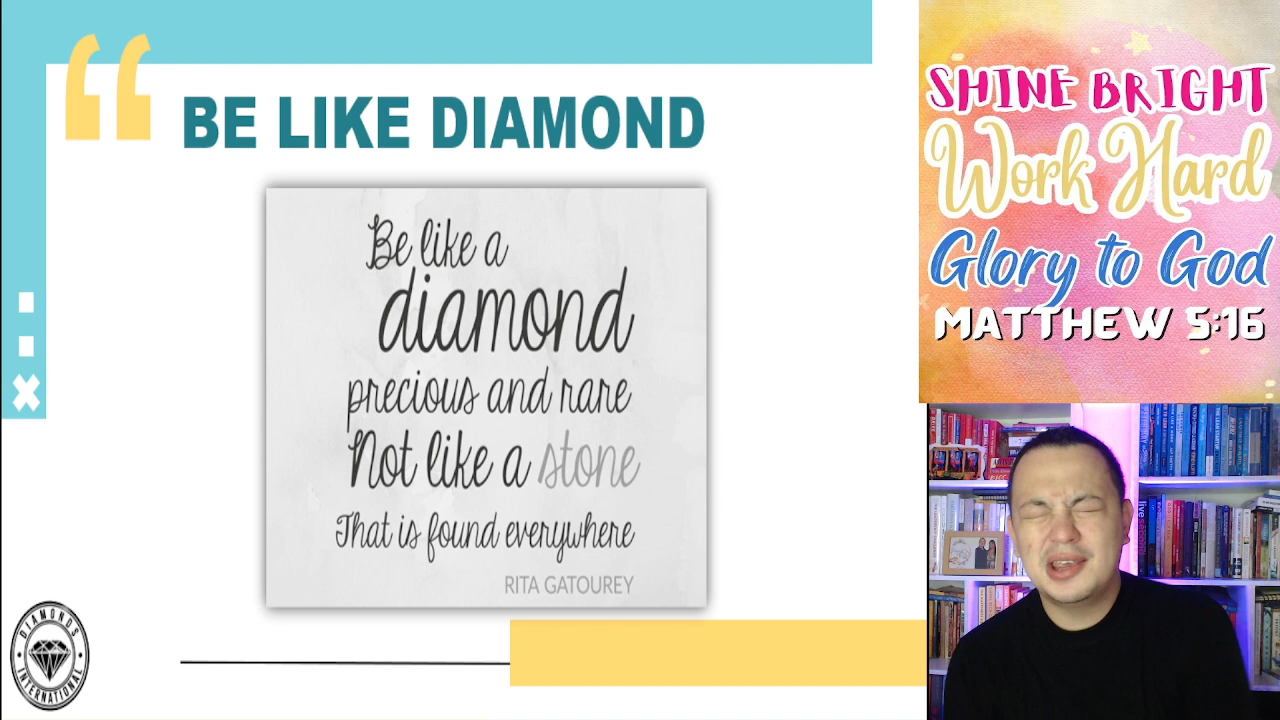 BE LIKE DIAMOND
Be like a
diamond
precious and rare
Not like a stone
That is found everywhere
RITA GATOUREY
DIAMONDS
INTERNATIONAL
SHINE BRIGHT
Work Hard
Glory to God
MATTHEW 5:16